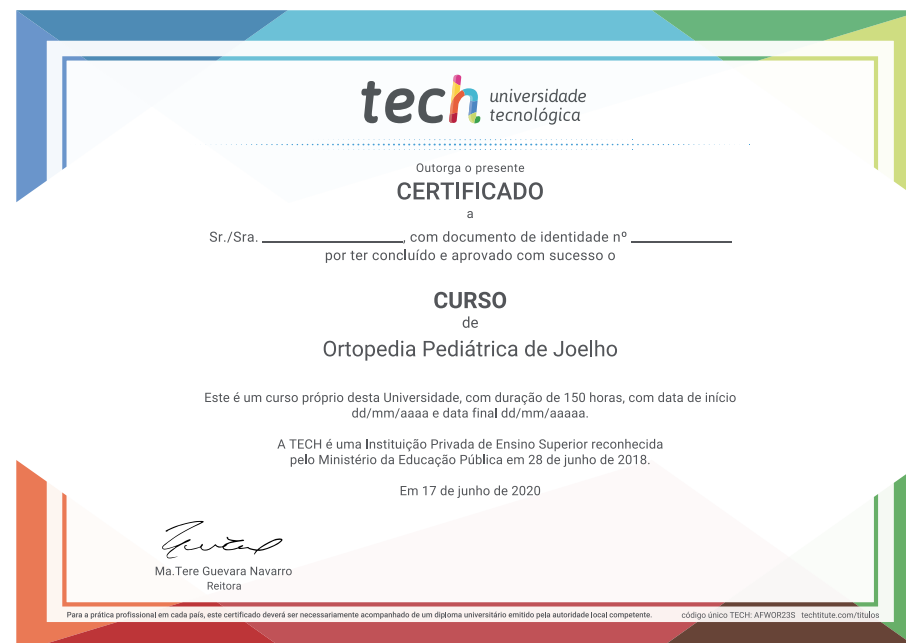 tech universidade
tecnológica
Outorga o presente
CERTIFICADO
a
Sr./Sra. ____________, com documento de identidade nº ____________
por ter concluído e aprovado com sucesso o
CURSO
de
Ortopedia Pediátrica de Joelho
Este é um curso próprio desta Universidade, com duração de 150 horas, com data de início
dd/mm/aaaa e data final dd/mm/aaaaa.
A TECH é uma Instituição Privada de Ensino Superior reconhecida
pelo Ministério da Educação Pública em 28 de junho de 2018.
Em 17 de junho de 2020
Ma.Tere Guevara Navarro
Reitora
Para a prática profissional em cada país, este certificado deverá ser necessariamente acompanhado de um diploma universitário emitido pela autoridade local competente. código único TECH: AFWOR23S techtitute.com/titulos